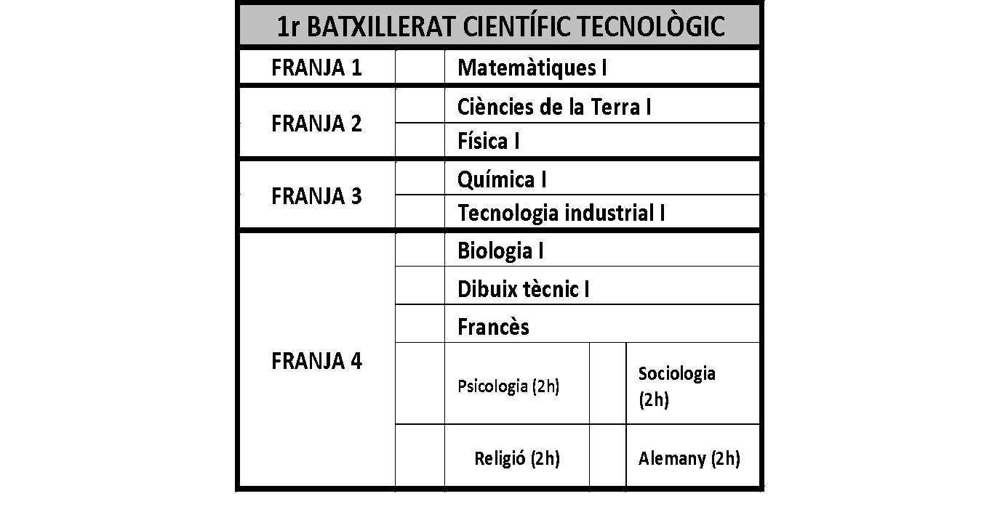 1r BATXILLERAT CIENTÍFIC TECNOLÒGIC
FRANJA 1
Matemàtiques I
FRANJA 2
Ciències de la Terra I
Física I
FRANJA 3
Química I
Tecnologia industrial I
FRANJA 4
Biologia I
Dibuix tècnic I
Francès
Psicologia (2h)
Sociologia
(2h)
Religió (2h)
Alemany (2h)